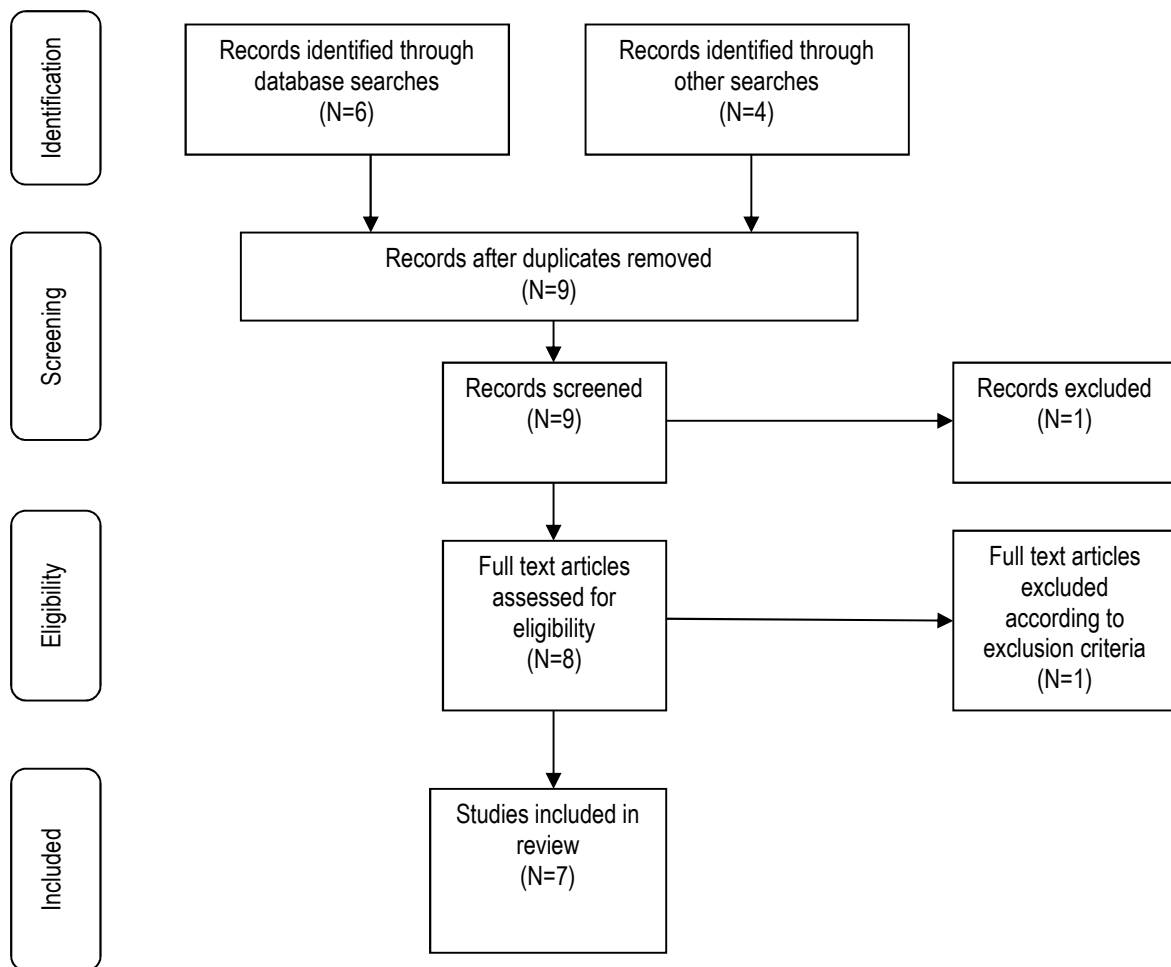 Identification
Records identified through
database searches
(N=6)
Records identified through
other searches
(N=4)
Screening
Records after duplicates removed
(N=9)
Records screened
(N=9)
Records excluded
(N=1)
Eligibility
Full text articles
assessed for
eligibility
(N=8)
Full text articles
excluded
according to
exclusion criteria
(N=1)
Included
Studies included in
review
(N=7)